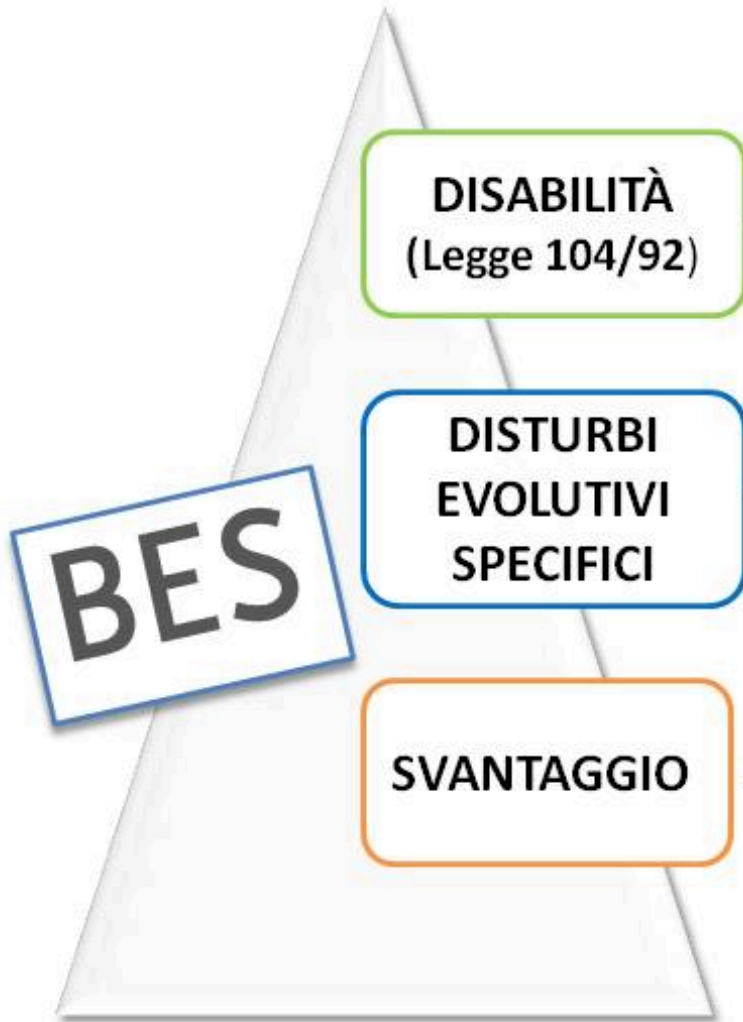 DISABILITÀ
(Legge 104/92)
DISTURBI
EVOLUTIVI
SPECIFICI
BES
SVANTAGGIO